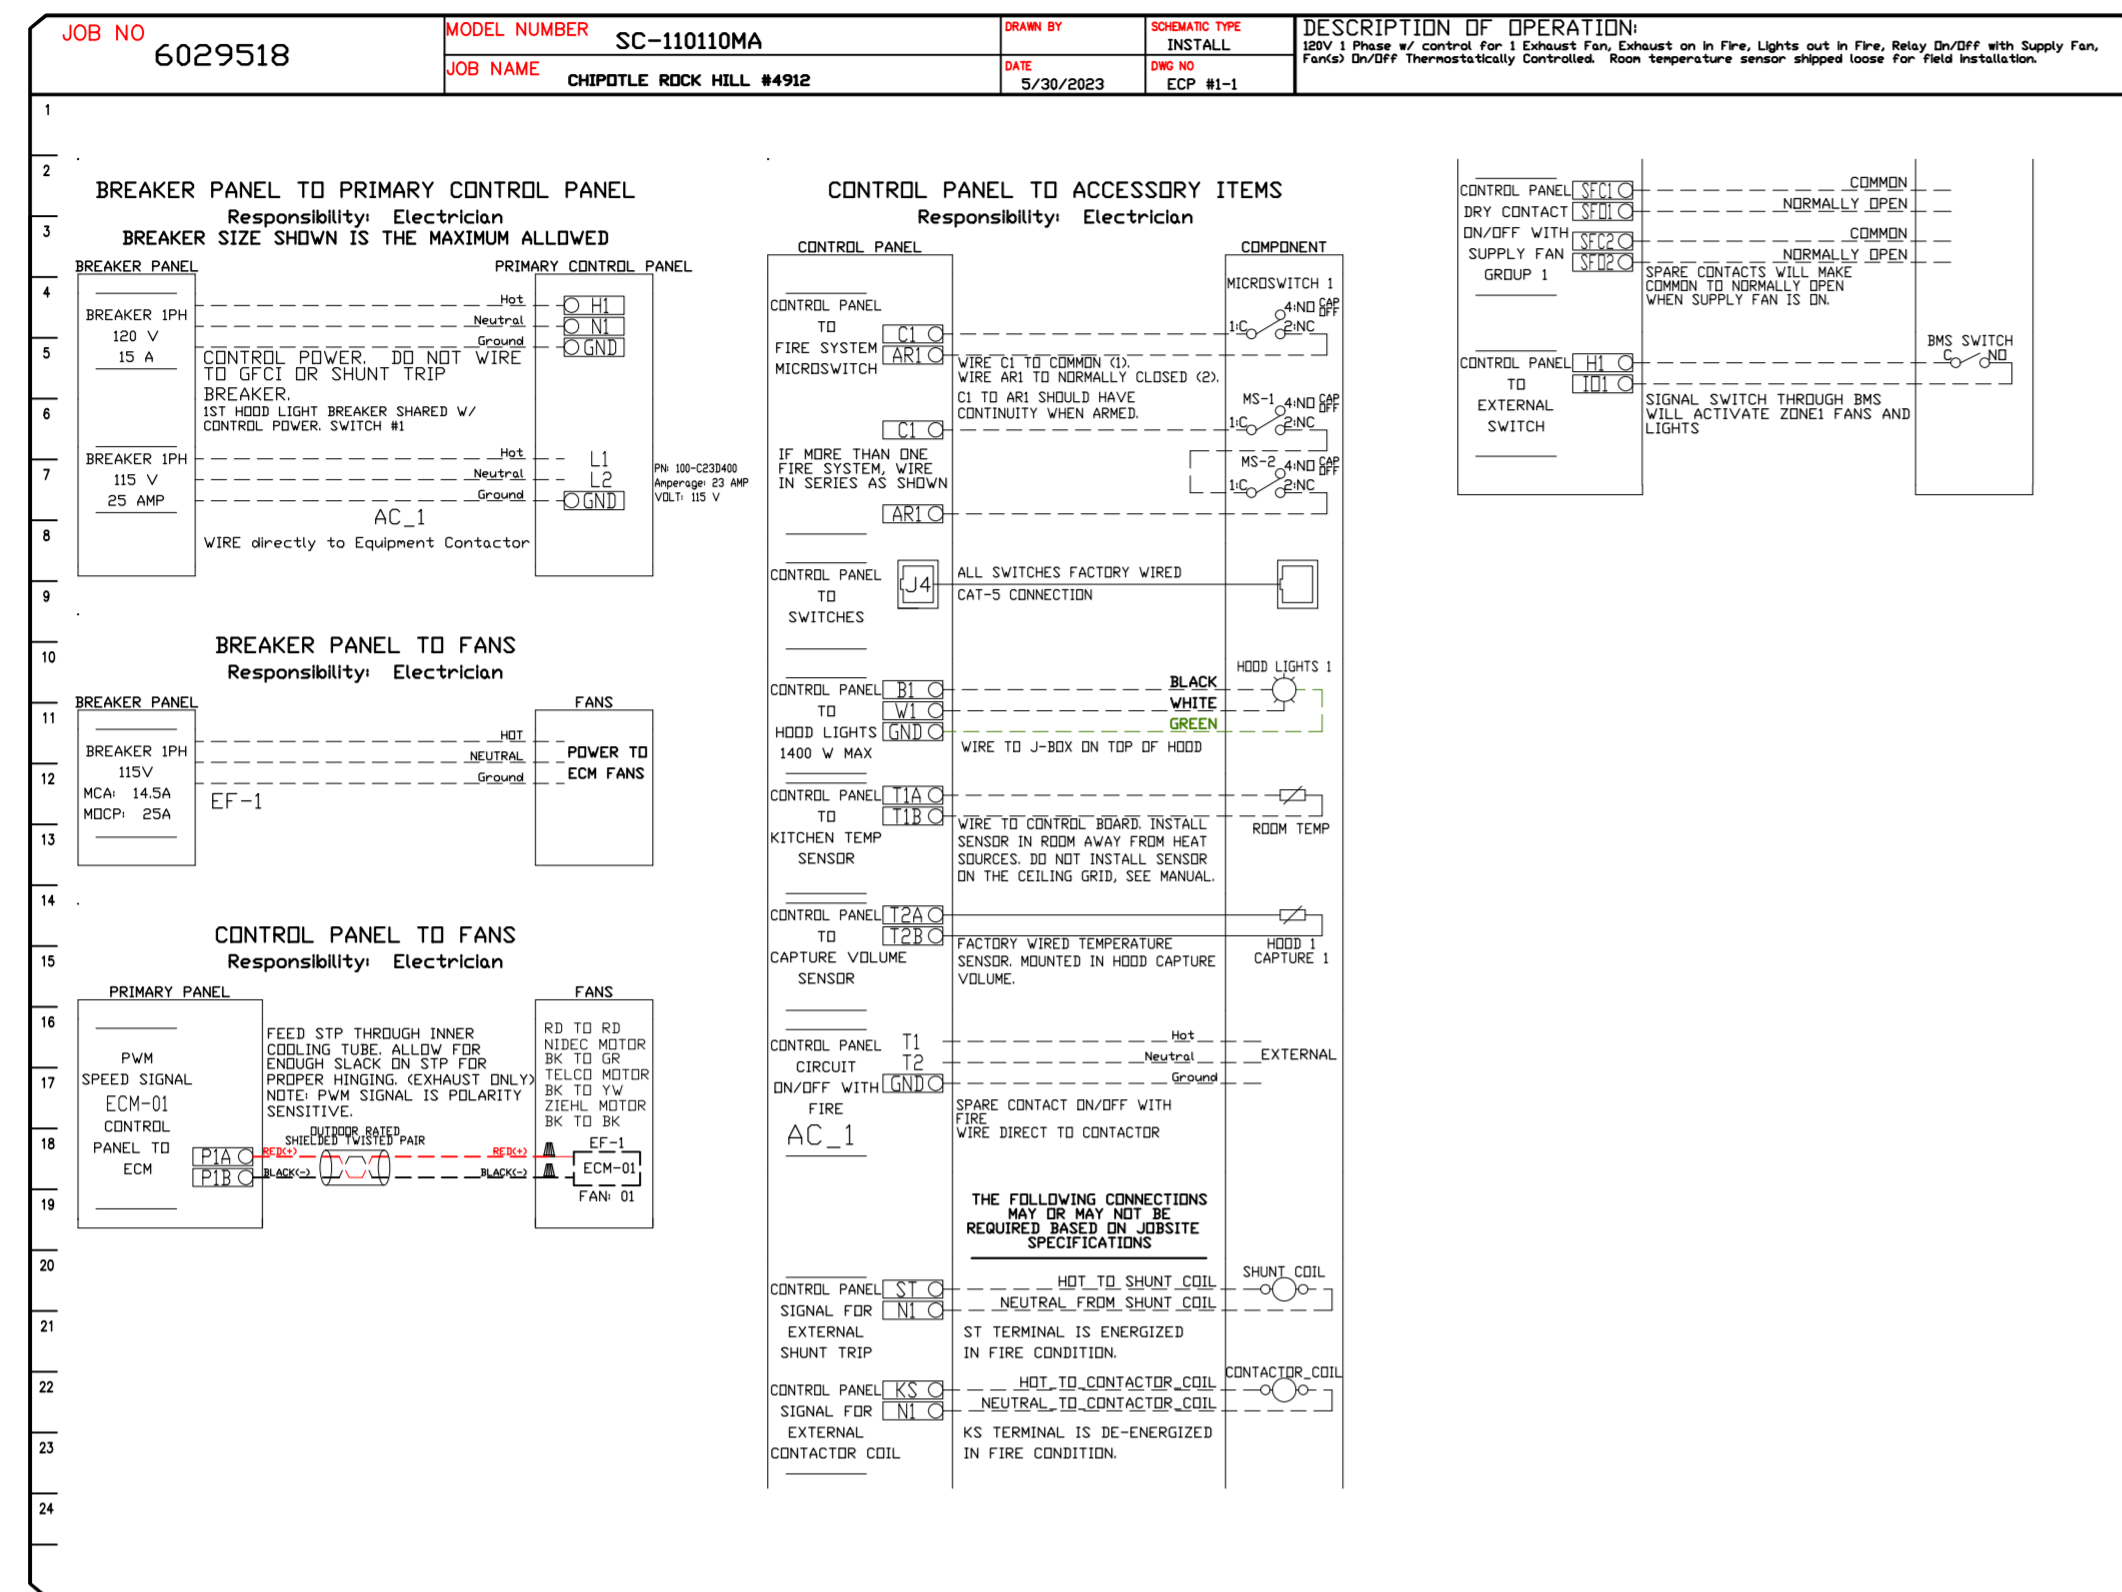 JOB NO
6029518
MODEL NUMBER
SC-110110MA
JOB NAME
CHIPOTLE ROCK HILL #4912
DRAWN BY
DATE
5/30/2023
SCHEMATIC TYPE
INSTALL
DWG NO
ECP #1-1
DESCRIPTION OF OPERATION:
120V 1 Phase w/ control for 1 Exhaust Fan, Exhaust on in Fire, Lights out in Fire, Relay On/Off with Supply Fan,
Fan(s) On/Off Thermostatically Controlled. Room temperature sensor shipped loose for field installation.
1
2
3
4
5
6
7
8
9
10
11
12
13
14
15
16
17
18
19
20
21
22
23
24
BREAKER PANEL TO PRIMARY CONTROL PANEL
Responsibility: Electrician
BREAKER SIZE SHOWN IS THE MAXIMUM ALLOWED
BREAKER PANEL
PRIMARY CONTROL PANEL
BREAKER 1PH
120 V
15 A
Hot
Neutral
Ground
H1
N1
GND
CONTROL POWER. DO NOT WIRE
TO GFCI OR SHUNT TRIP
BREAKER.
1ST HOOD LIGHT BREAKER SHARED W/
CONTROL POWER. SWITCH #1
BREAKER 1PH
115 V
25 AMP
Hot
Neutral
Ground
L1
L2
GND
PN: 100-C23D400
Amperage: 23 AMP
VOLT: 115 V
AC_1
WIRE directly to Equipment Contactor
BREAKER PANEL TO FANS
Responsibility: Electrician
BREAKER PANEL
FANS
BREAKER 1PH
115V
MCA: 14.5A
MOCP: 25A
HOT
NEUTRAL
Ground
EF-1
POWER TO
ECM FANS
CONTROL PANEL TO FANS
Responsibility: Electrician
PRIMARY PANEL
FANS
PWM
SPEED SIGNAL
ECM-01
CONTROL
PANEL TO
ECM
P1A
P1B
FEED STP THROUGH INNER
COOLING TUBE. ALLOW FOR
ENOUGH SLACK ON STP FOR
PROPER HINGING. (EXHAUST ONLY)
NOTE: PWM SIGNAL IS POLARITY
SENSITIVE.
OUTDOOR RATED
SHIELDED TWISTED PAIR
RED(+)
RED(+)
BLACK(-)
BLACK(-)
RD TO RD
NIDEC MOTOR
BK TO GR
TELCO MOTOR
BK TO YW
ZIEHL MOTOR
BK TO BK
EF-1
ECM-01
FAN: 01
CONTROL PANEL TO ACCESSORY ITEMS
Responsibility: Electrician
CONTROL PANEL
COMPONENT
CONTROL PANEL
TO
FIRE SYSTEM
MICROSWITCH
C1
AR1
MICROSWITCH 1
4:NO CAP OFF
1:C
2:NC
WIRE C1 TO COMMON (1).
WIRE AR1 TO NORMALLY CLOSED (2).
C1 TO AR1 SHOULD HAVE
CONTINUITY WHEN ARMED.
C1
MS-1
4:NO CAP OFF
1:C
2:NC
IF MORE THAN ONE
FIRE SYSTEM, WIRE
IN SERIES AS SHOWN
MS-2
4:NO CAP OFF
1:C
2:NC
AR1
CONTROL PANEL
TO
SWITCHES
J4
ALL SWITCHES FACTORY WIRED
CAT-5 CONNECTION
CONTROL PANEL
TO
HOOD LIGHTS
1400 W MAX
B1
W1
GND
BLACK
WHITE
GREEN
HOOD LIGHTS 1
WIRE TO J-BOX ON TOP OF HOOD
CONTROL PANEL
TO
KITCHEN TEMP
SENSOR
T1A
T1B
WIRE TO CONTROL BOARD. INSTALL
SENSOR IN ROOM AWAY FROM HEAT
SOURCES. DO NOT INSTALL SENSOR
ON THE CEILING GRID, SEE MANUAL.
ROOM TEMP
CONTROL PANEL
TO
CAPTURE VOLUME
SENSOR
T2A
T2B
FACTORY WIRED TEMPERATURE
SENSOR. MOUNTED IN HOOD CAPTURE
VOLUME.
HOOD 1
CAPTURE 1
CONTROL PANEL
CIRCUIT
ON/OFF WITH
FIRE
AC_1
T1
T2
GND
Hot
Neutral
Ground
EXTERNAL
SPARE CONTACT ON/OFF WITH
FIRE
WIRE DIRECT TO CONTACTOR
THE FOLLOWING CONNECTIONS
MAY OR MAY NOT BE
REQUIRED BASED ON JOBSITE
SPECIFICATIONS
CONTROL PANEL
SIGNAL FOR
EXTERNAL
SHUNT TRIP
ST
N1
HOT TO SHUNT COIL
NEUTRAL FROM SHUNT COIL
SHUNT COIL
ST TERMINAL IS ENERGIZED
IN FIRE CONDITION.
CONTROL PANEL
SIGNAL FOR
EXTERNAL
CONTACTOR COIL
KS
N1
HOT TO CONTACTOR COIL
NEUTRAL TO CONTACTOR COIL
CONTACTOR COIL
KS TERMINAL IS DE-ENERGIZED
IN FIRE CONDITION.
CONTROL PANEL
DRY CONTACT
ON/OFF WITH
SUPPLY FAN
GROUP 1
SFC1
SFO1
SFC2
SFO2
COMMON
NORMALLY OPEN
COMMON
NORMALLY OPEN
SPARE CONTACTS WILL MAKE
COMMON TO NORMALLY OPEN
WHEN SUPPLY FAN IS ON.
CONTROL PANEL
TO
EXTERNAL
SWITCH
H1
IO1
BMS SWITCH
C
NO
SIGNAL SWITCH THROUGH BMS
WILL ACTIVATE ZONE1 FANS AND
LIGHTS